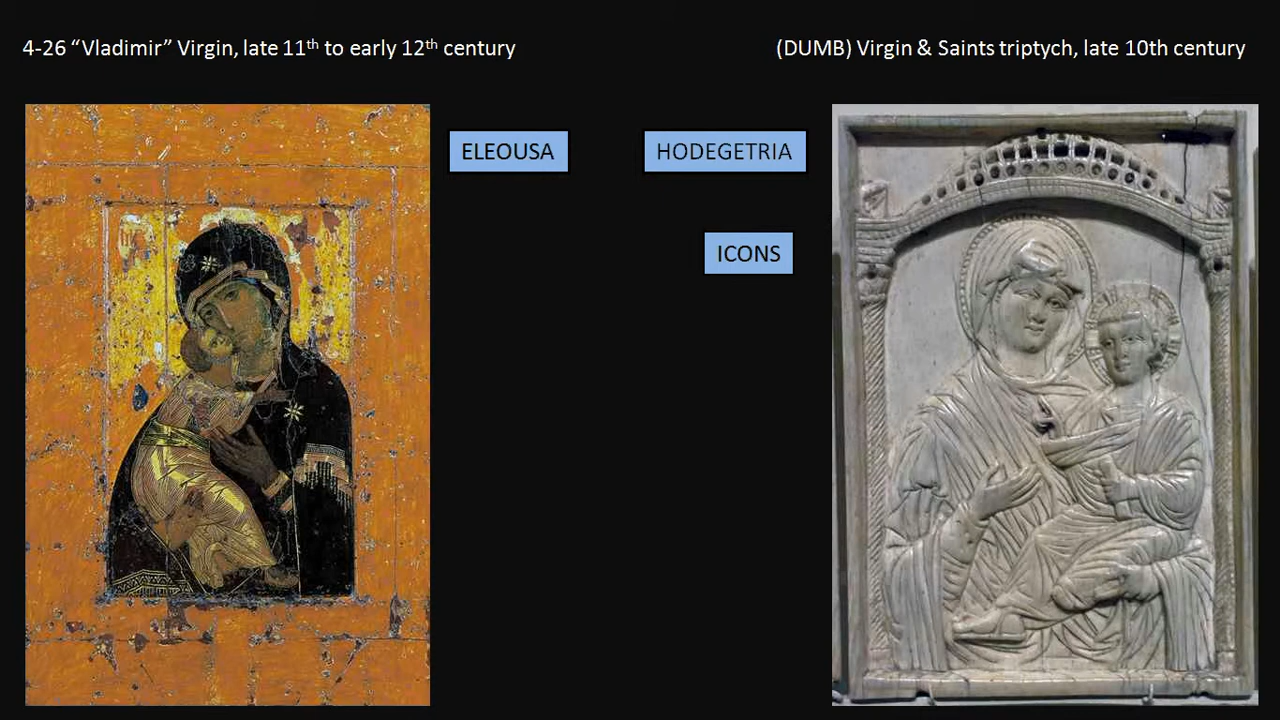 4-26 “Vladimir” Virgin, late 11th to early 12th century
(DUMB) Virgin & Saints triptych, late 10th century
ELEOUSA
HODEGETRIA
ICONS